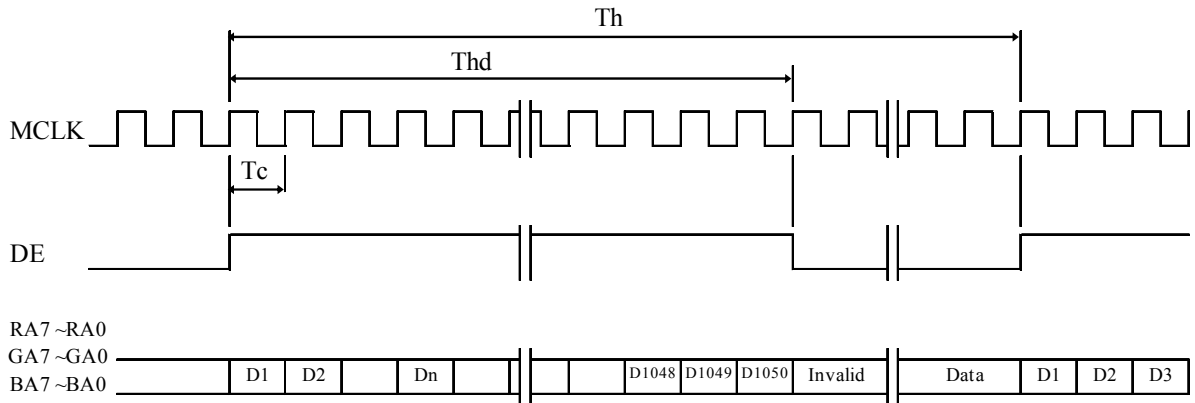 Th
Thd
MCLK
Tc
DE
RA7 ~RA0
GA7 ~GA0
BA7 ~BA0
D1 D2 Dn D1048 D1049 D1050 Invalid Data D1 D2 D3